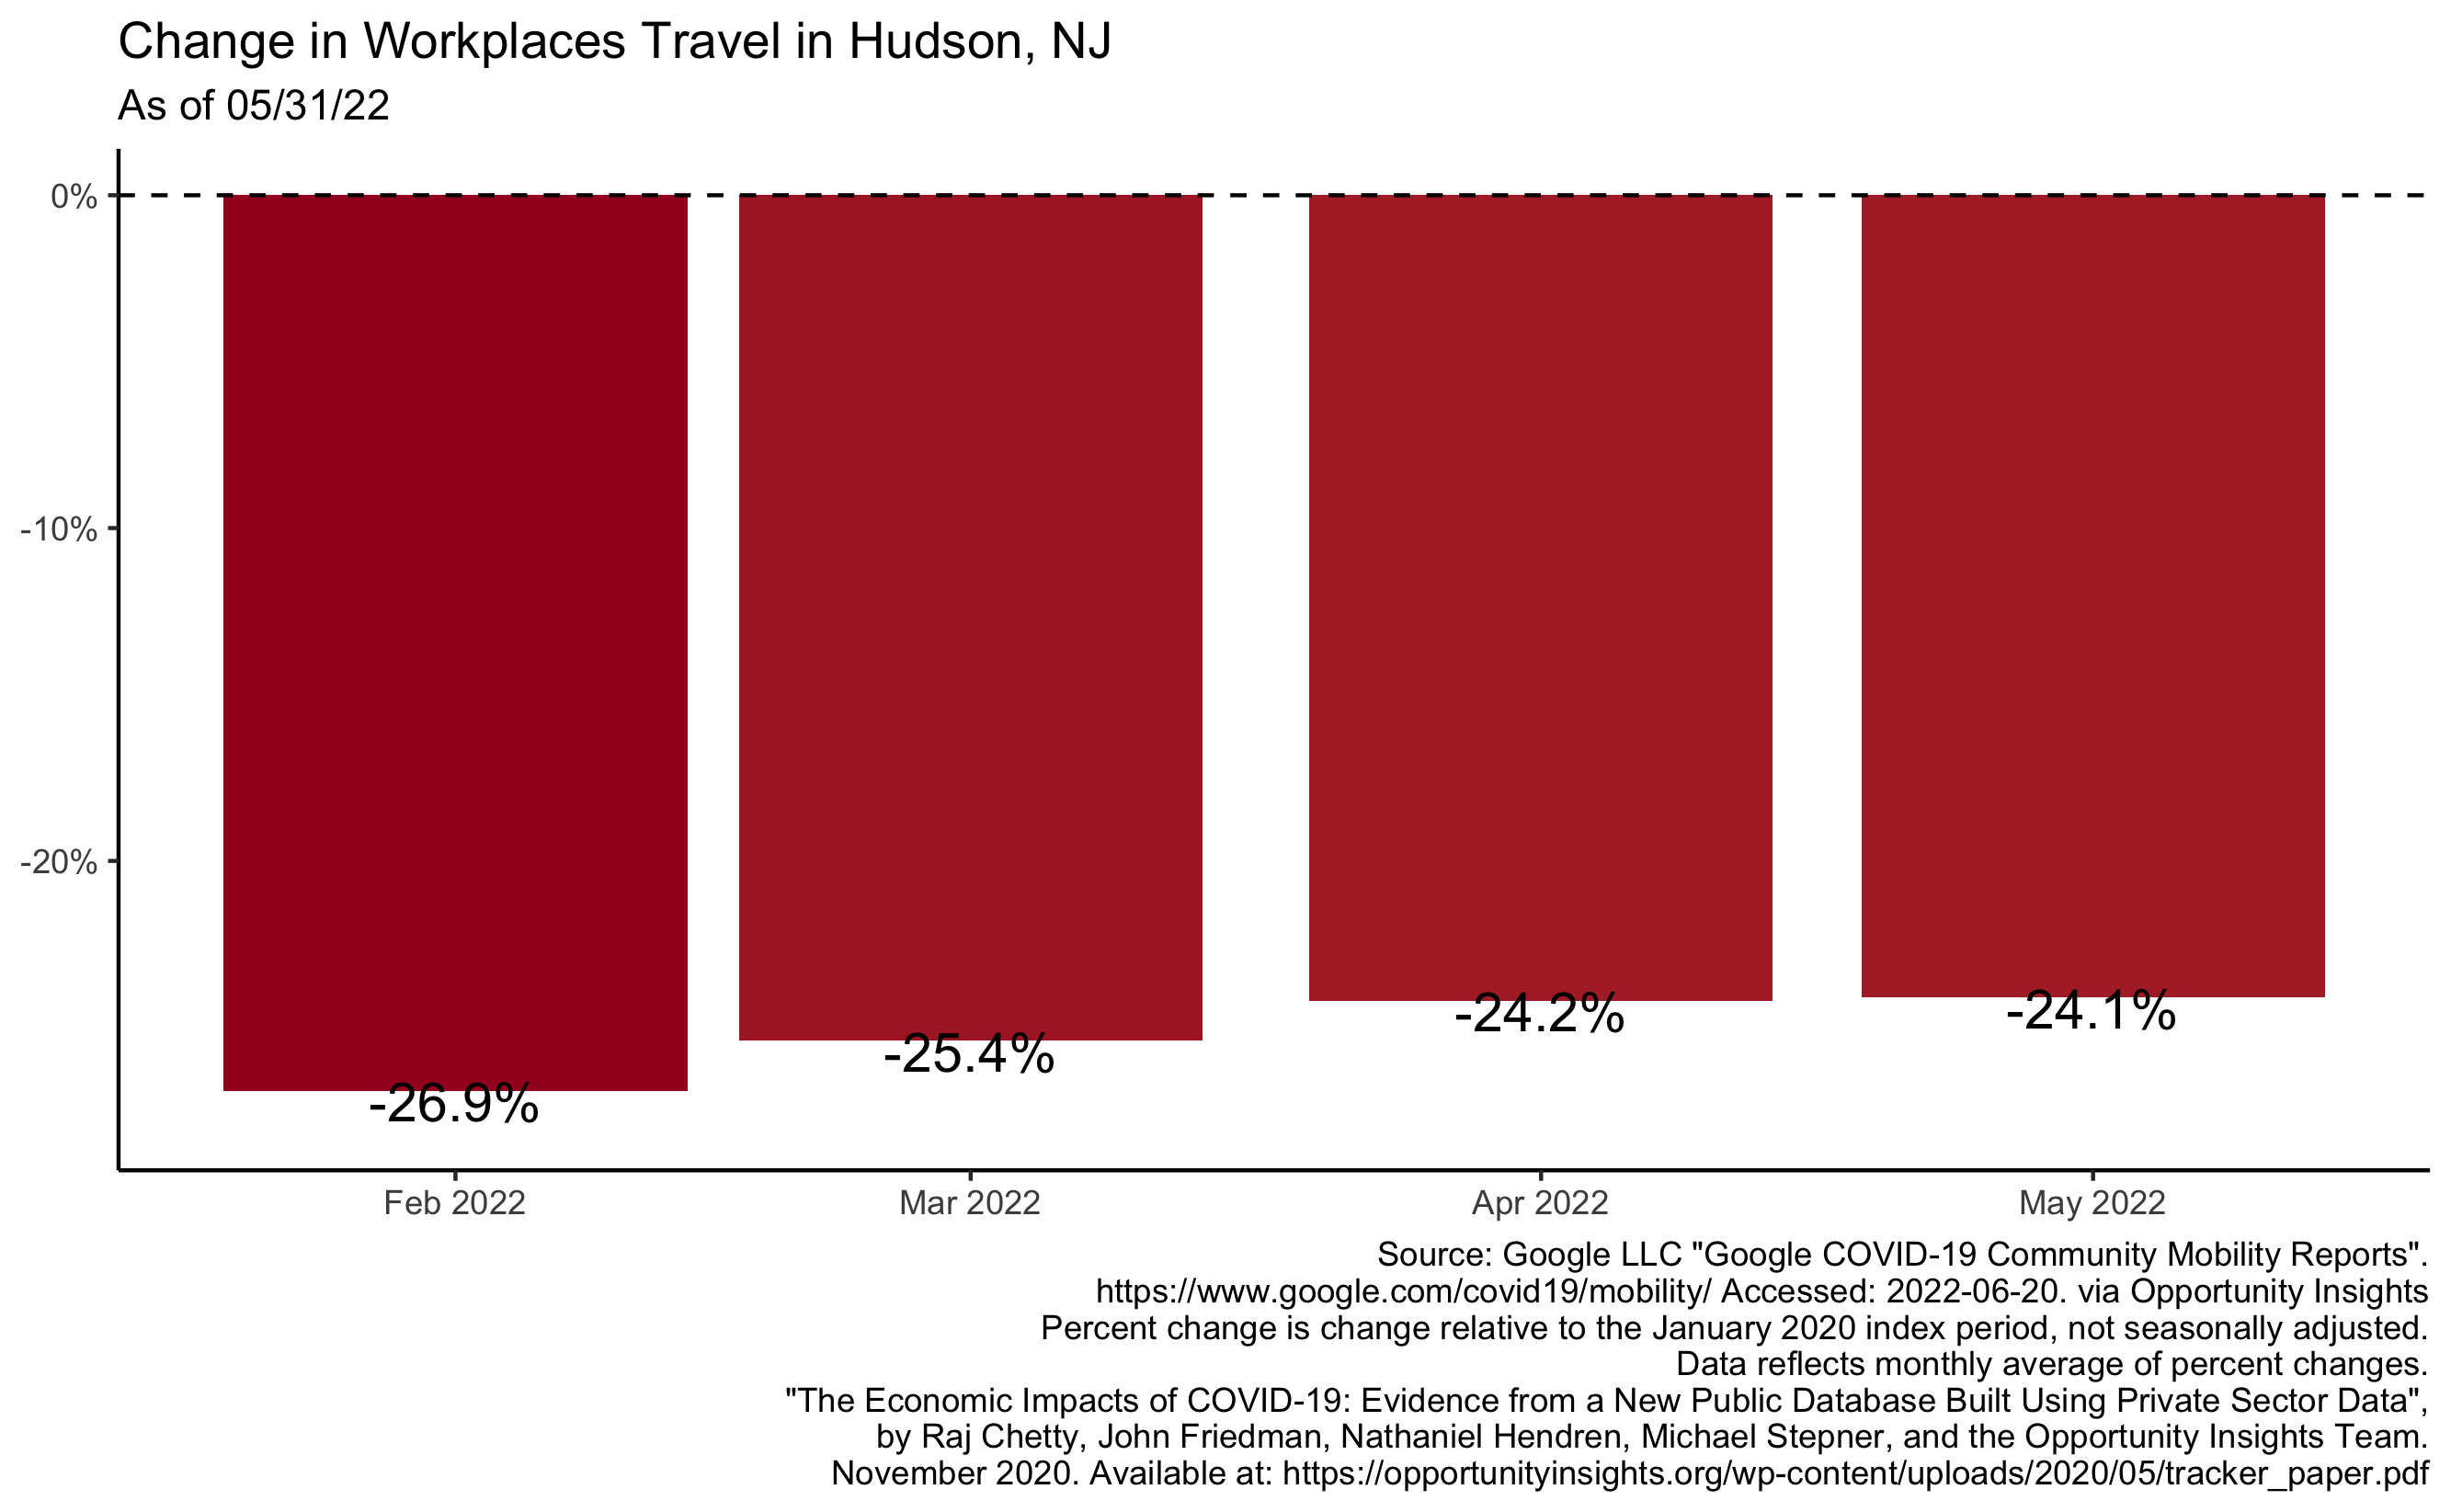 Change in Workplaces Travel in Hudson, NJ
As of 05/31/22
0%
-10%
-20%
-26.9%
-25.4%
-24.2%
-24.1%
Feb 2022
Mar 2022
Apr 2022
May 2022
Source: Google LLC "Google COVID-19 Community Mobility Reports".
https://www.google.com/covid19/mobility/ Accessed: 2022-06-20. via Opportunity Insights
Percent change is change relative to the January 2020 index period, not seasonally adjusted.
Data reflects monthly average of percent changes.
"The Economic Impacts of COVID-19: Evidence from a New Public Database Built Using Private Sector Data",
by Raj Chetty, John Friedman, Nathaniel Hendren, Michael Stepner, and the Opportunity Insights Team.
November 2020. Available at: https://opportunityinsights.org/wp-content/uploads/2020/05/tracker_paper.pdf